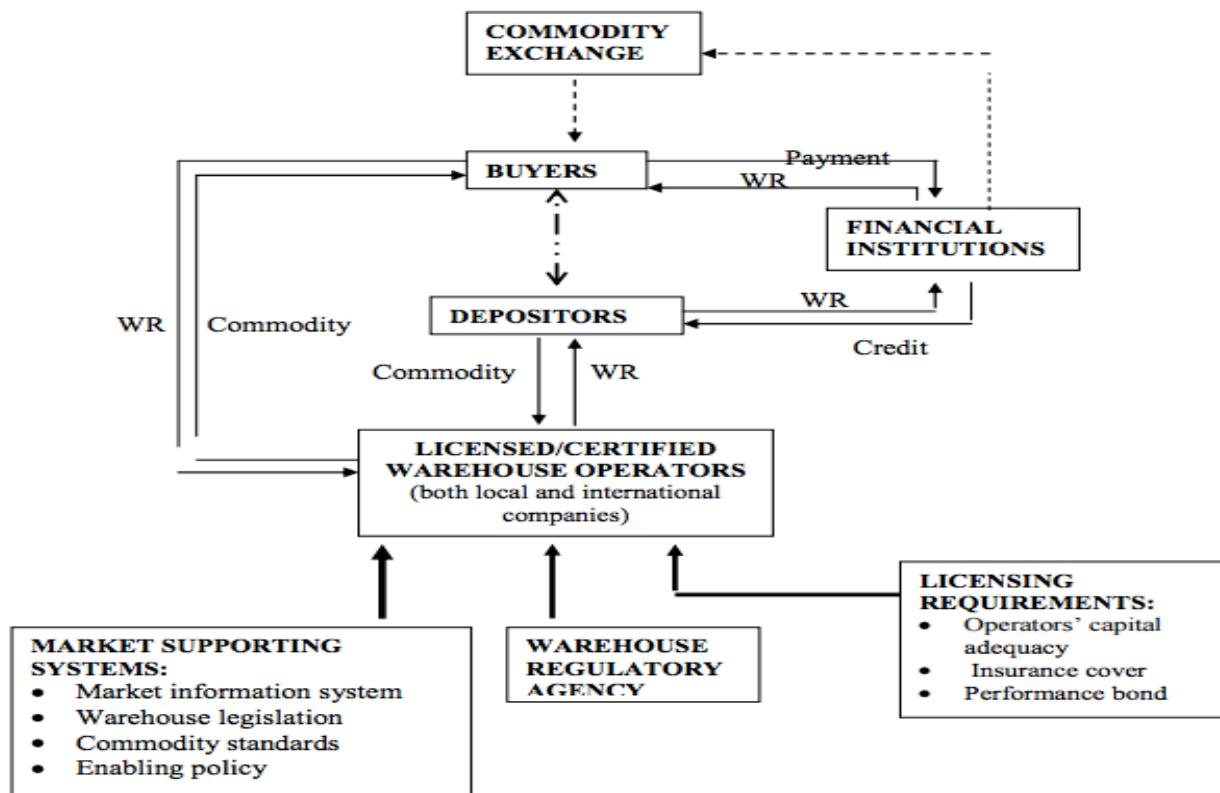 COMMODITY
EXCHANGE
BUYERS
Payment
WR
FINANCIAL
INSTITUTIONS
DEPOSITORS
WR
Credit
WR
Commodity
Commodity
WR
LICENSED/CERTIFIED
WAREHOUSE OPERATORS
(both local and international
companies)
LICENSING
REQUIREMENTS:
• Operators’ capital
adequacy
• Insurance cover
• Performance bond
MARKET SUPPORTING
SYSTEMS:
• Market information system
• Warehouse legislation
• Commodity standards
• Enabling policy
WAREHOUSE
REGULATORY
AGENCY